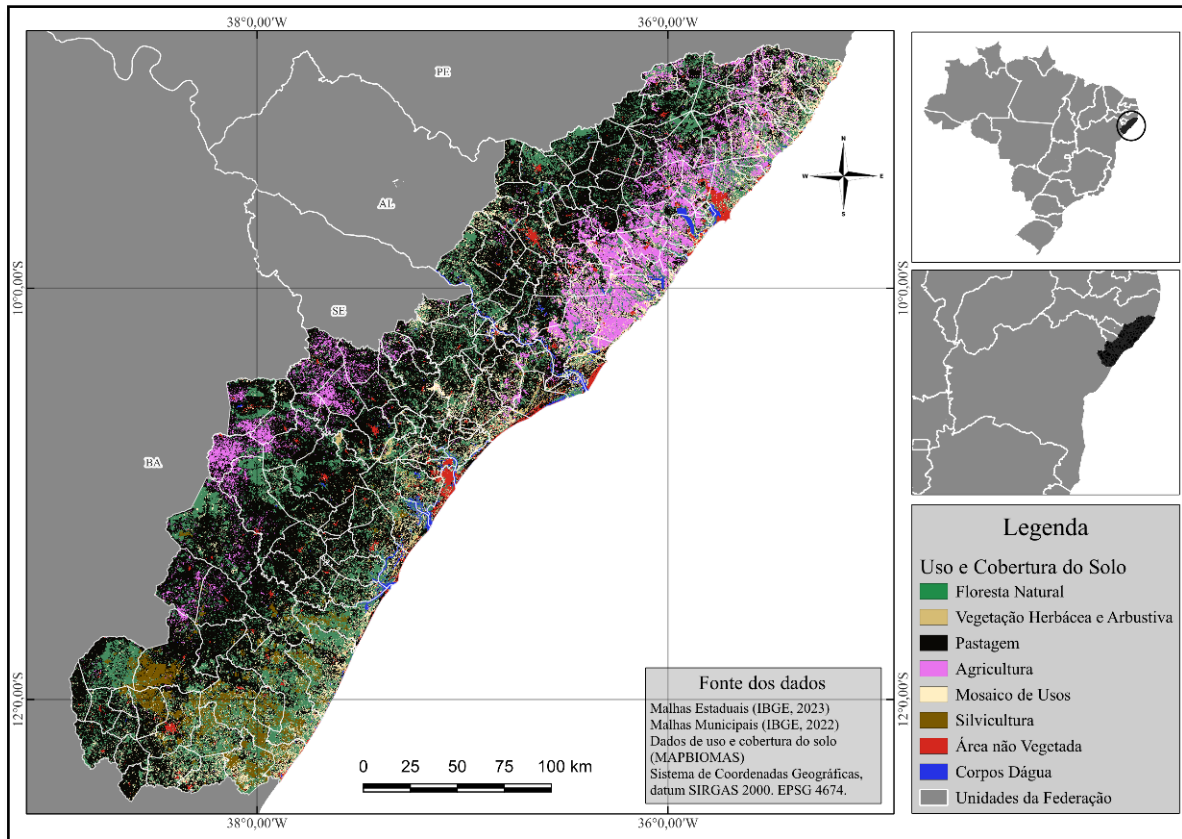 38°0,00'W
36°0,00'W
PE
AL
SE
BA
N
W
E
S
10°0,00'S
10°0,00'S
12°0,00'S
12°0,00'S
38°0,00'W
36°0,00'W
0 25 50 75 100 km
Fonte dos dados
Malhas Estaduais (IBGE, 2023)
Malhas Municipais (IBGE, 2022)
Dados de uso e cobertura do solo
(MAPBIOMAS)
Sistema de Coordenadas Geográficas,
datum SIRGAS 2000. EPSG 4674.
Legenda
Uso e Cobertura do Solo
Floresta Natural
Vegetação Herbácea e Arbustiva
Pastagem
Agricultura
Mosaico de Usos
Silvicultura
Área não Vegetada
Corpos Dágua
Unidades da Federação